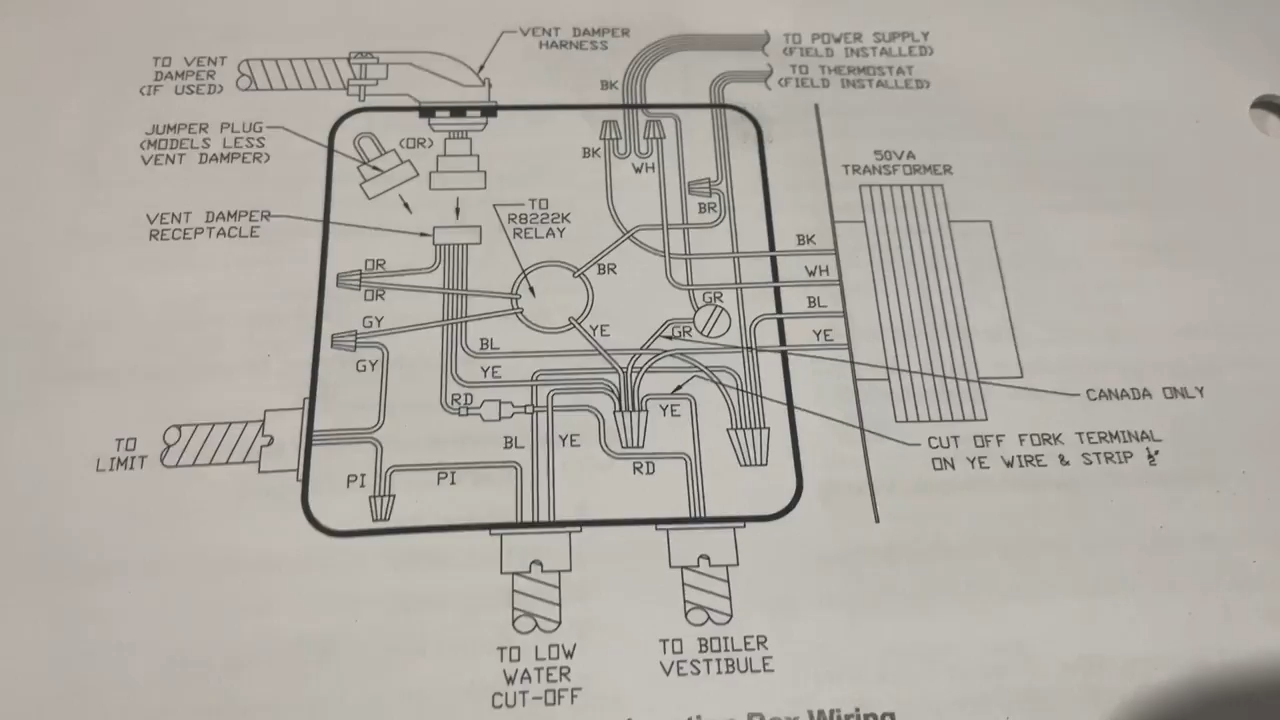 VENT DAMPER
HARNESS
TO POWER SUPPLY
(FIELD INSTALLED)
TO VENT
DAMPER
(IF USED)
TO THERMOSTAT
(FIELD INSTALLED)
BK
JUMPER PLUG
(MODELS LESS
VENT DAMPER)
(OR)
BK
WH
50VA
TRANSFORMER
BR
VENT DAMPER
RECEPTACLE
TO
R8222K
RELAY
BK
OR
BR
WH
OR
GR
BL
GY
YE
GR
YE
BL
GY
YE
CANADA ONLY
RD
YE
BL
YE
CUT OFF FORK TERMINAL
ON YE WIRE & STRIP ½"
TO
LIMIT
RD
PI
PI
TO LOW
WATER
CUT-OFF
TO BOILER
VESTIBULE
Box Wiring